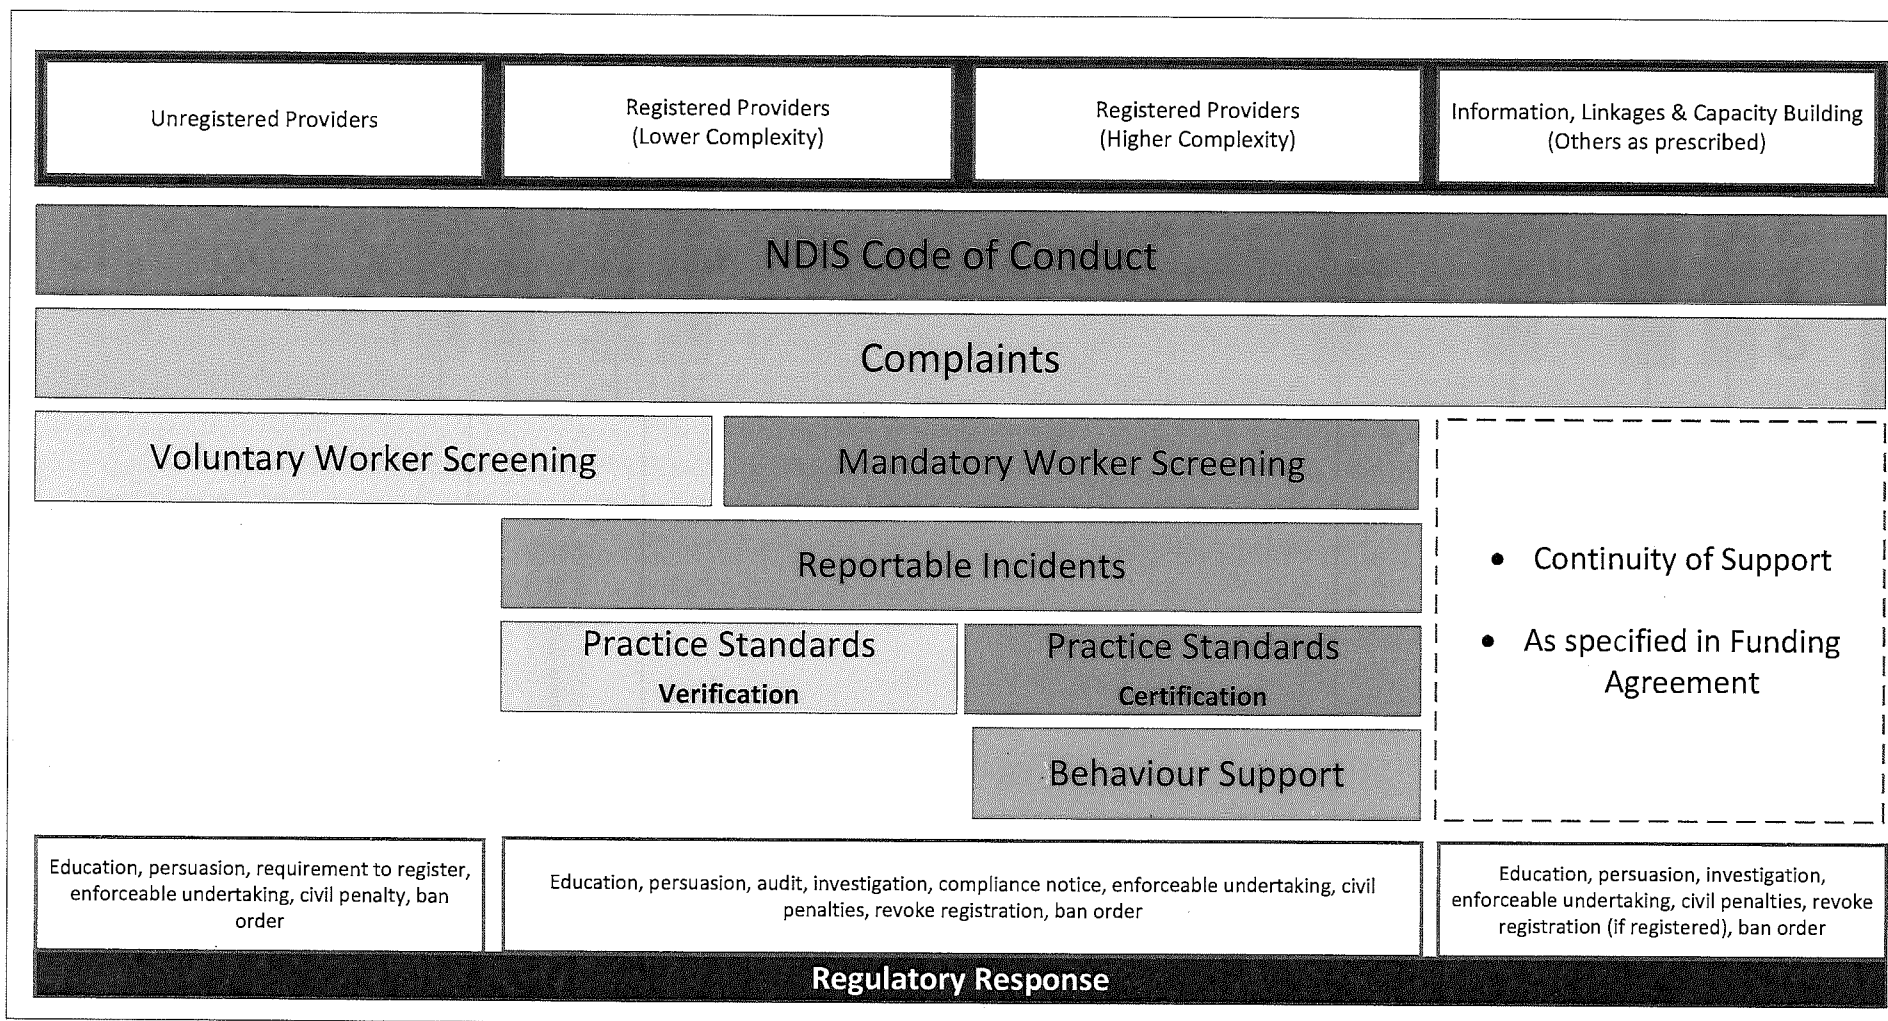 Unregistered Providers
Registered Providers
(Lower Complexity)
Registered Providers
(Higher Complexity)
Information, Linkages & Capacity Building
(Others as prescribed)
NDIS Code of Conduct
Complaints
Voluntary Worker Screening
Mandatory Worker Screening
Reportable Incidents
Practice Standards
Verification
Practice Standards
Certification
Behaviour Support
• Continuity of Support
• As specified in Funding
Agreement
Education, persuasion, requirement to register,
enforceable undertaking, civil penalty, ban
order
Education, persuasion, audit, investigation, compliance notice, enforceable undertaking, civil
penalties, revoke registration, ban order
Education, persuasion, investigation,
enforceable undertaking, civil penalties, revoke
registration (if registered), ban order
Regulatory Response